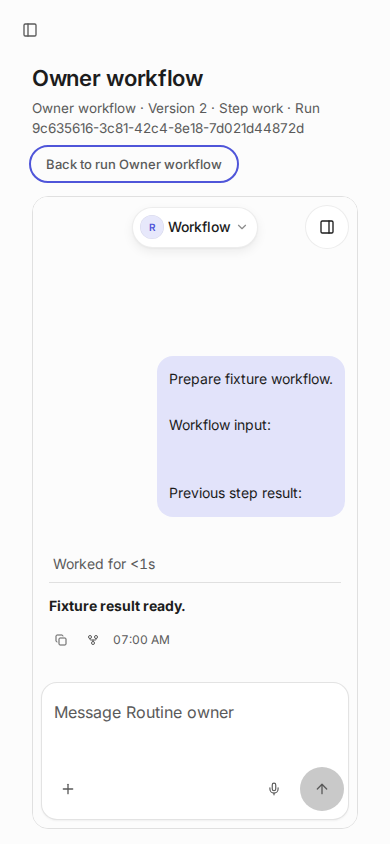 Owner workflow
Owner workflow · Version 2 · Step work · Run
9c635616-3c81-42c4-8e18-7d021d44872d
Back to run Owner workflow
R Workflow
Prepare fixture workflow.
Workflow input:
Previous step result:
Worked for <1s
Fixture result ready.
07:00 AM
Message Routine owner